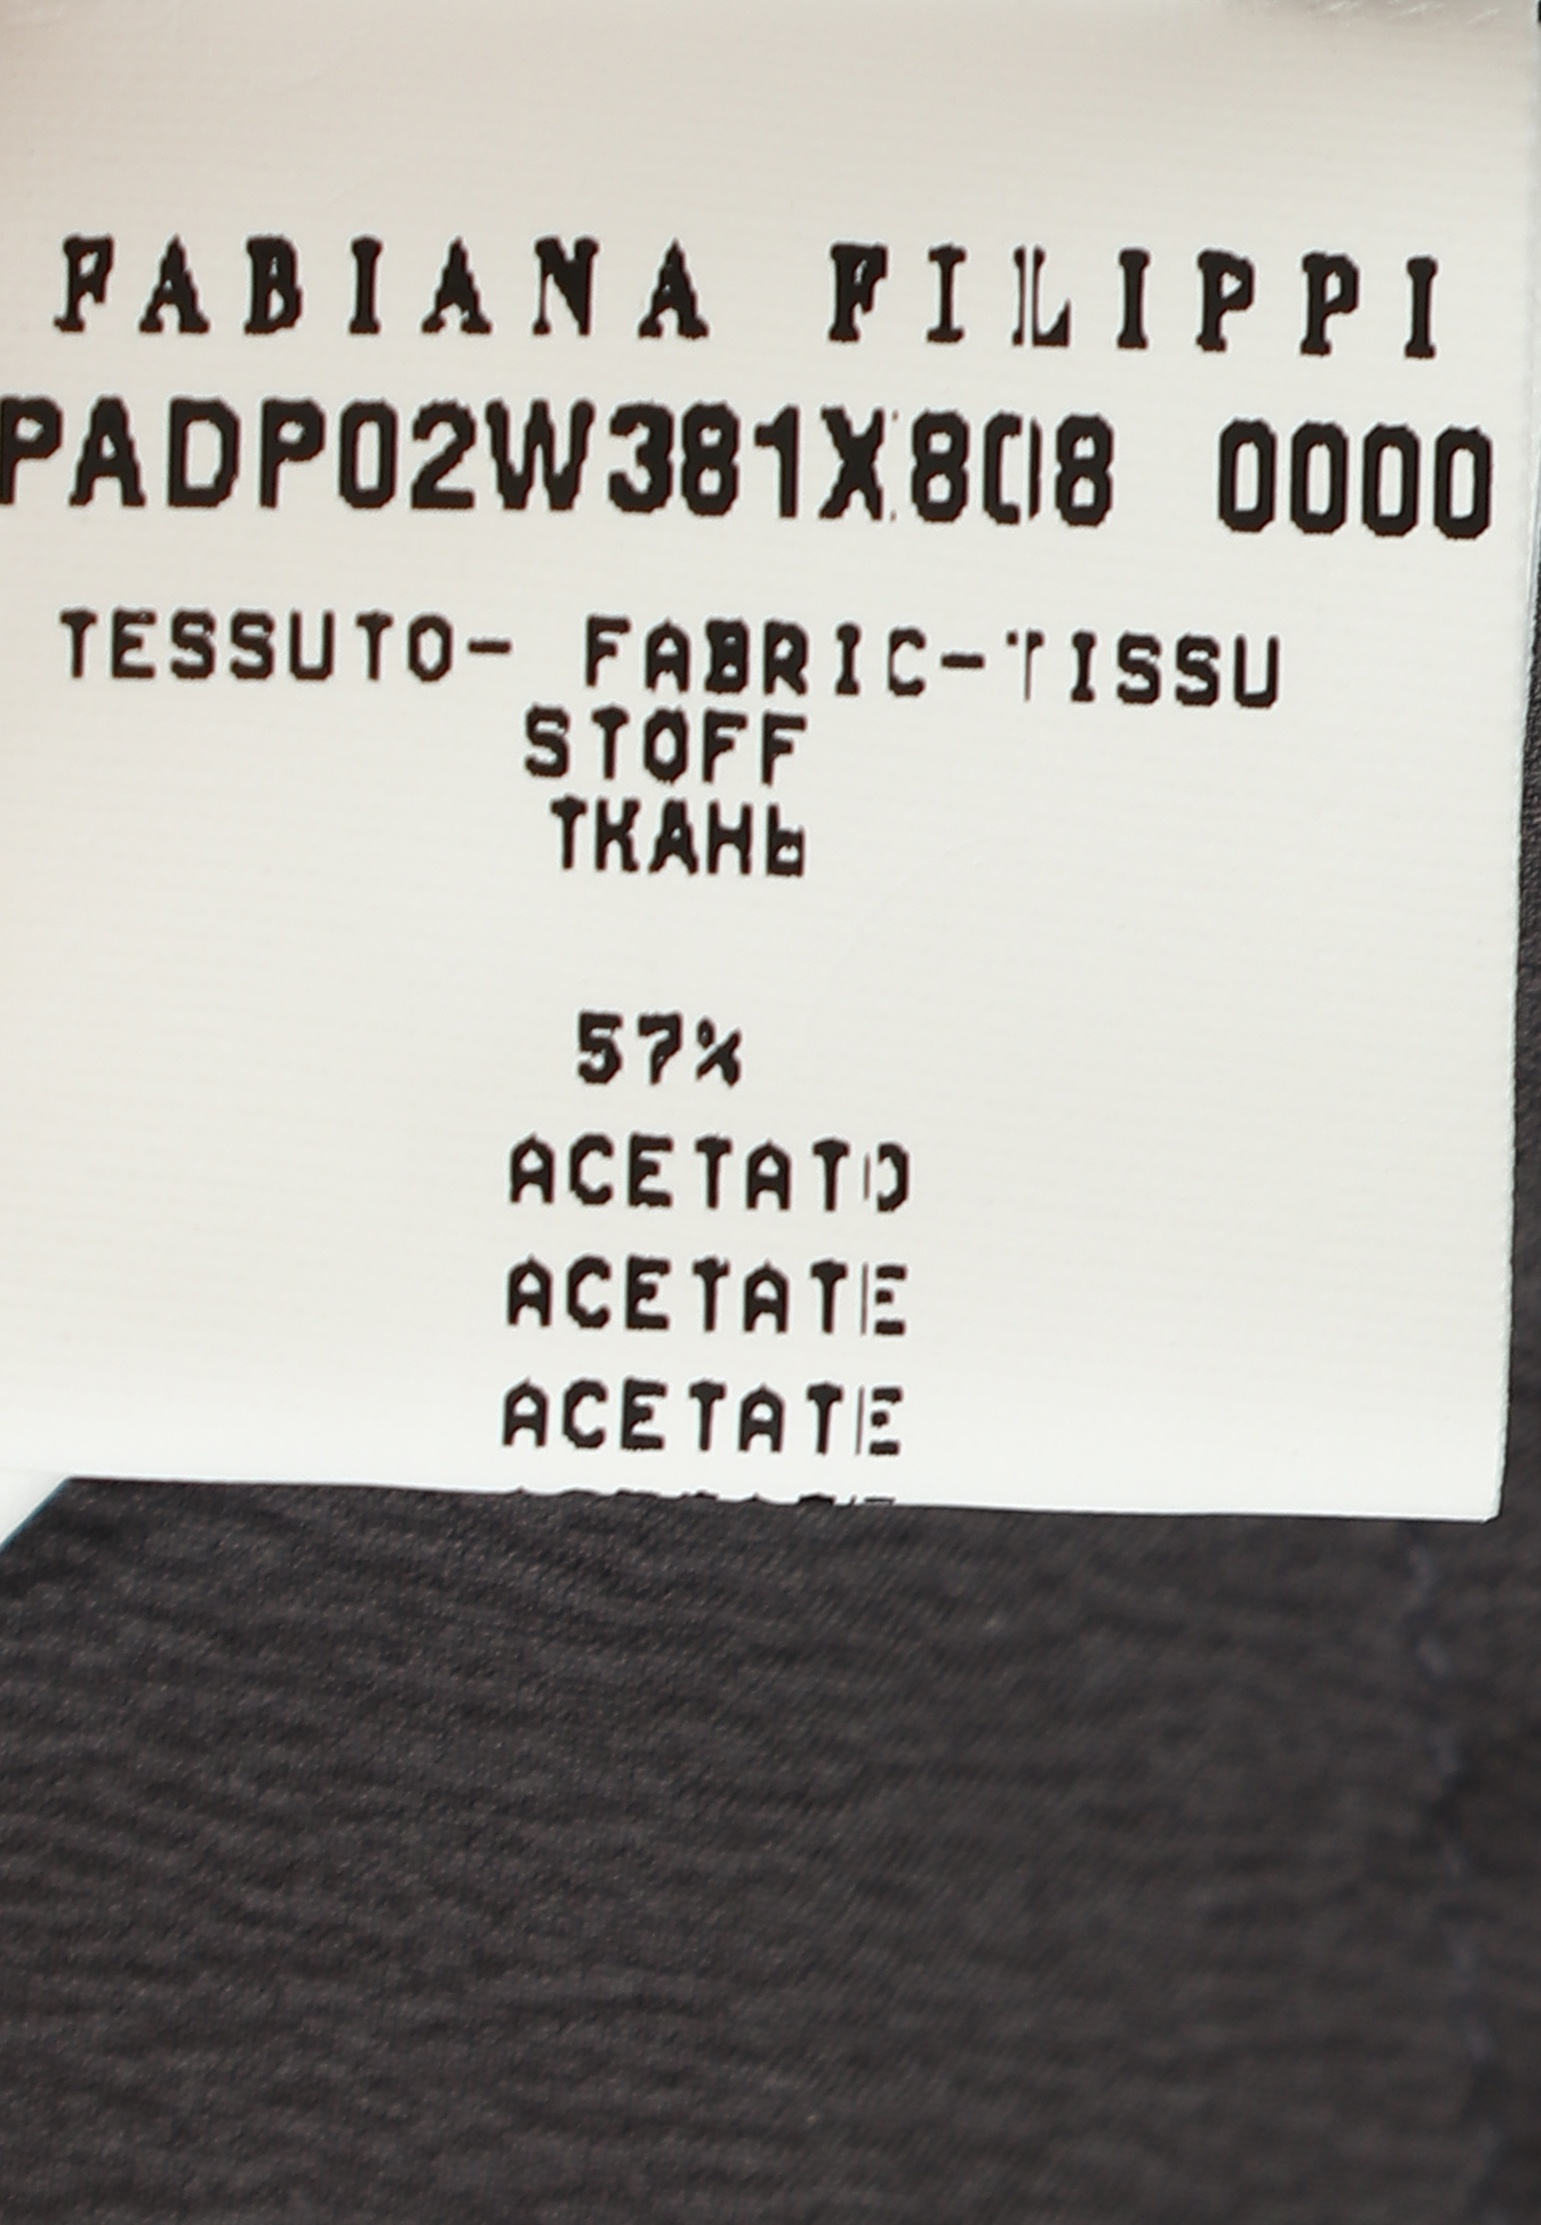 FABIANA FILIPPI
PADP02W381X808 0000
TESSUTO- FABRIC-TISSU
STOFF
ТКАНЬ
57%
ACETATO
ACETATE
ACETATE